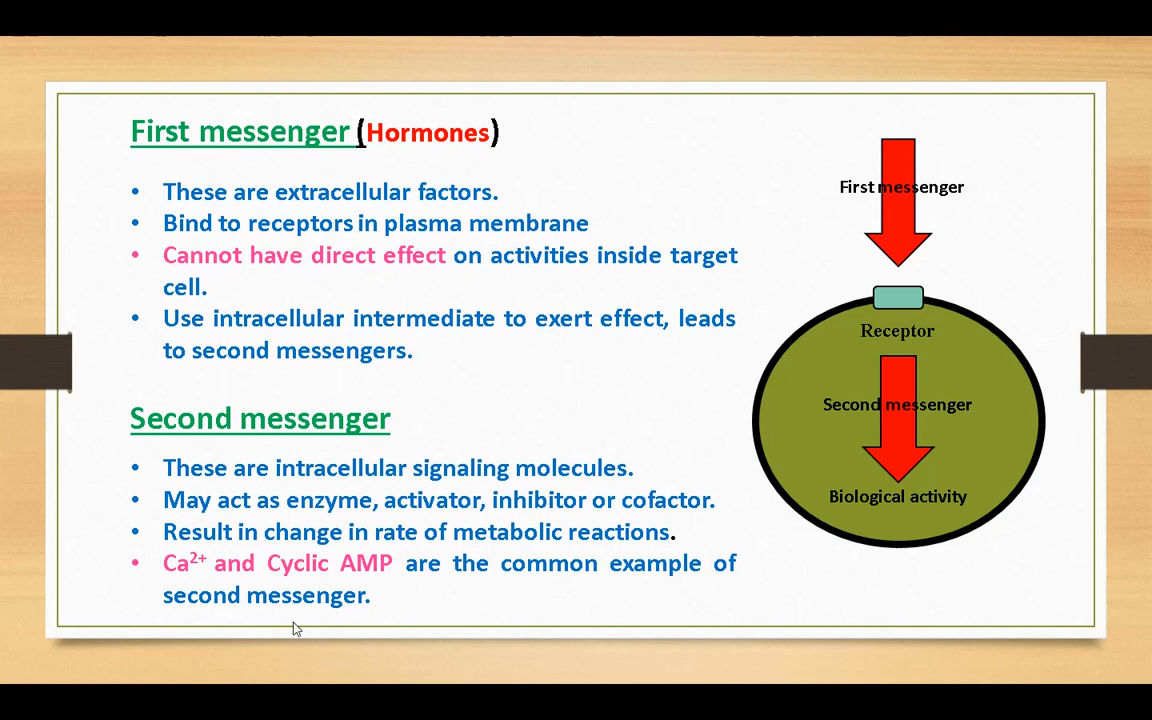 First messenger (Hormones)
• These are extracellular factors.
• Bind to receptors in plasma membrane
• Cannot have direct effect on activities inside target
cell.
• Use intracellular intermediate to exert effect, leads
to second messengers.
Second messenger
• These are intracellular signaling molecules.
• May act as enzyme, activator, inhibitor or cofactor.
• Result in change in rate of metabolic reactions.
• Ca²⁺ and Cyclic AMP are the common example of
second messenger.
First messenger
Receptor
Second messenger
Biological activity